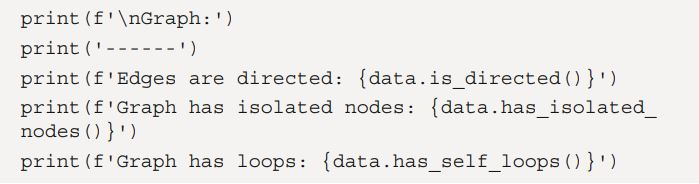 print(f'\nGraph:')
print('------')
print(f'Edges are directed: {data.is_directed()}')
print(f'Graph has isolated nodes: {data.has_isolated_
nodes()}')
print(f'Graph has loops: {data.has_self_loops()}')